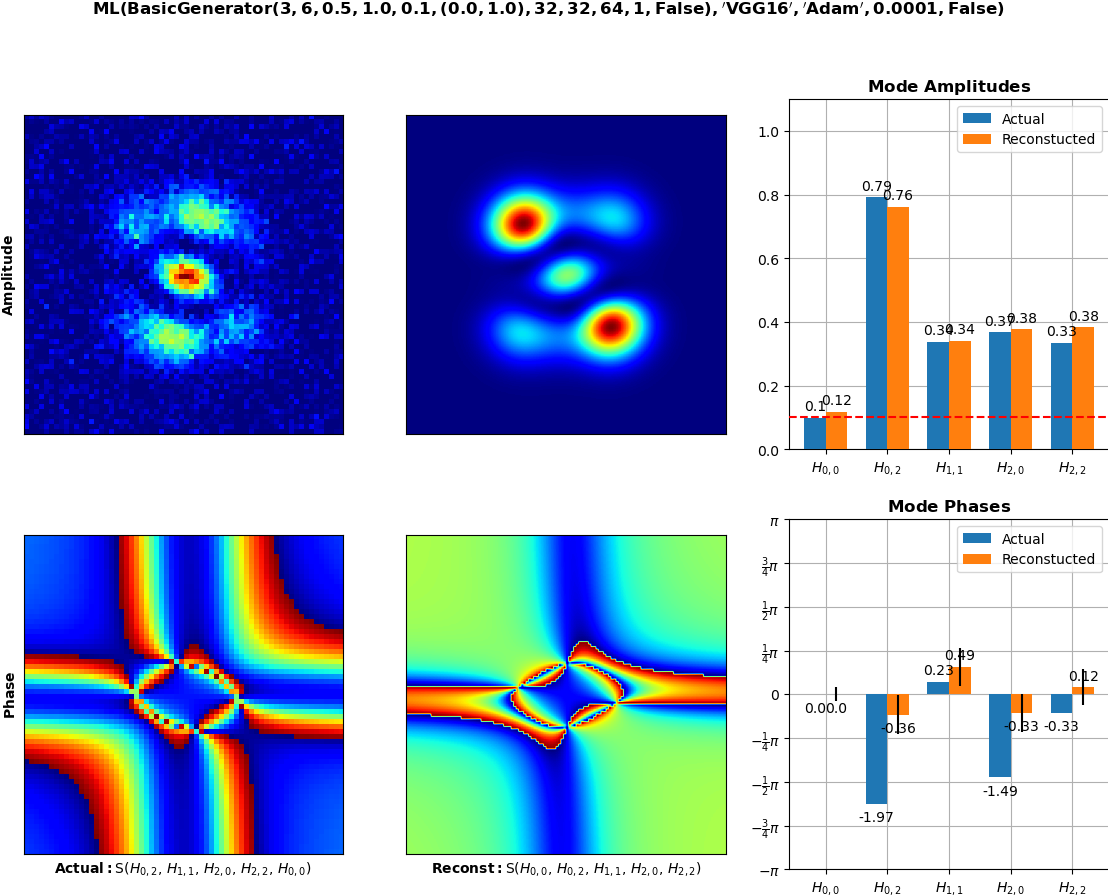 ML(BasicGenerator(3, 6, 0.5, 1.0, 0.1, (0.0, 1.0), 32, 32, 64, 1, False), ′VGG16′, ′Adam′, 0.0001, False)
Mode Amplitudes
Amplitude
1.0
0.8
0.6
0.4
0.2
0.0
Actual
Reconstucted
0.1 0.12 0.79 0.76 0.34 0.34 0.37 0.38 0.33 0.38
H0,0 H0,2 H1,1 H2,0 H2,2
Mode Phases
Phase
π
3/4π
1/2π
1/4π
0
−1/4π
−1/2π
−3/4π
−π
Actual
Reconstucted
0.0 0.0 -1.97 -0.36 0.23 0.49 -1.49 -0.33 -0.33 0.12
H0,0 H0,2 H1,1 H2,0 H2,2
Actual: S(H0,2, H1,1, H2,0, H2,2, H0,0)
Reconst: S(H0,0, H0,2, H1,1, H2,0, H2,2)